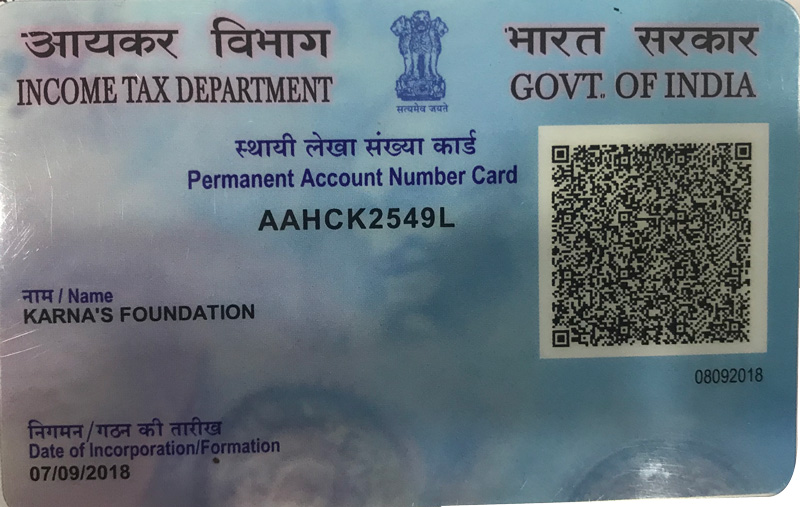 आयकर विभाग
INCOME TAX DEPARTMENT
सत्यमेव जयते
भारत सरकार
GOVT. OF INDIA
स्थायी लेखा संख्या कार्ड
Permanent Account Number Card
AAHCK2549L
नाम / Name
KARNA'S FOUNDATION
08092018
निगमन/गठन की तारीख
Date of Incorporation/Formation
07/09/2018